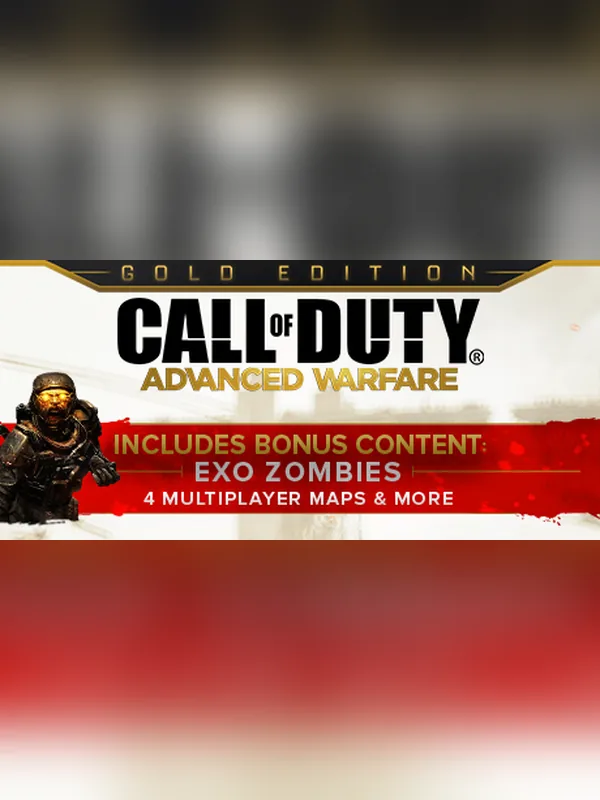 GOLD EDITION
CALL OF DUTY®
ADVANCED WARFARE
INCLUDES BONUS CONTENT:
EXO ZOMBIES
4 MULTIPLAYER MAPS & MORE